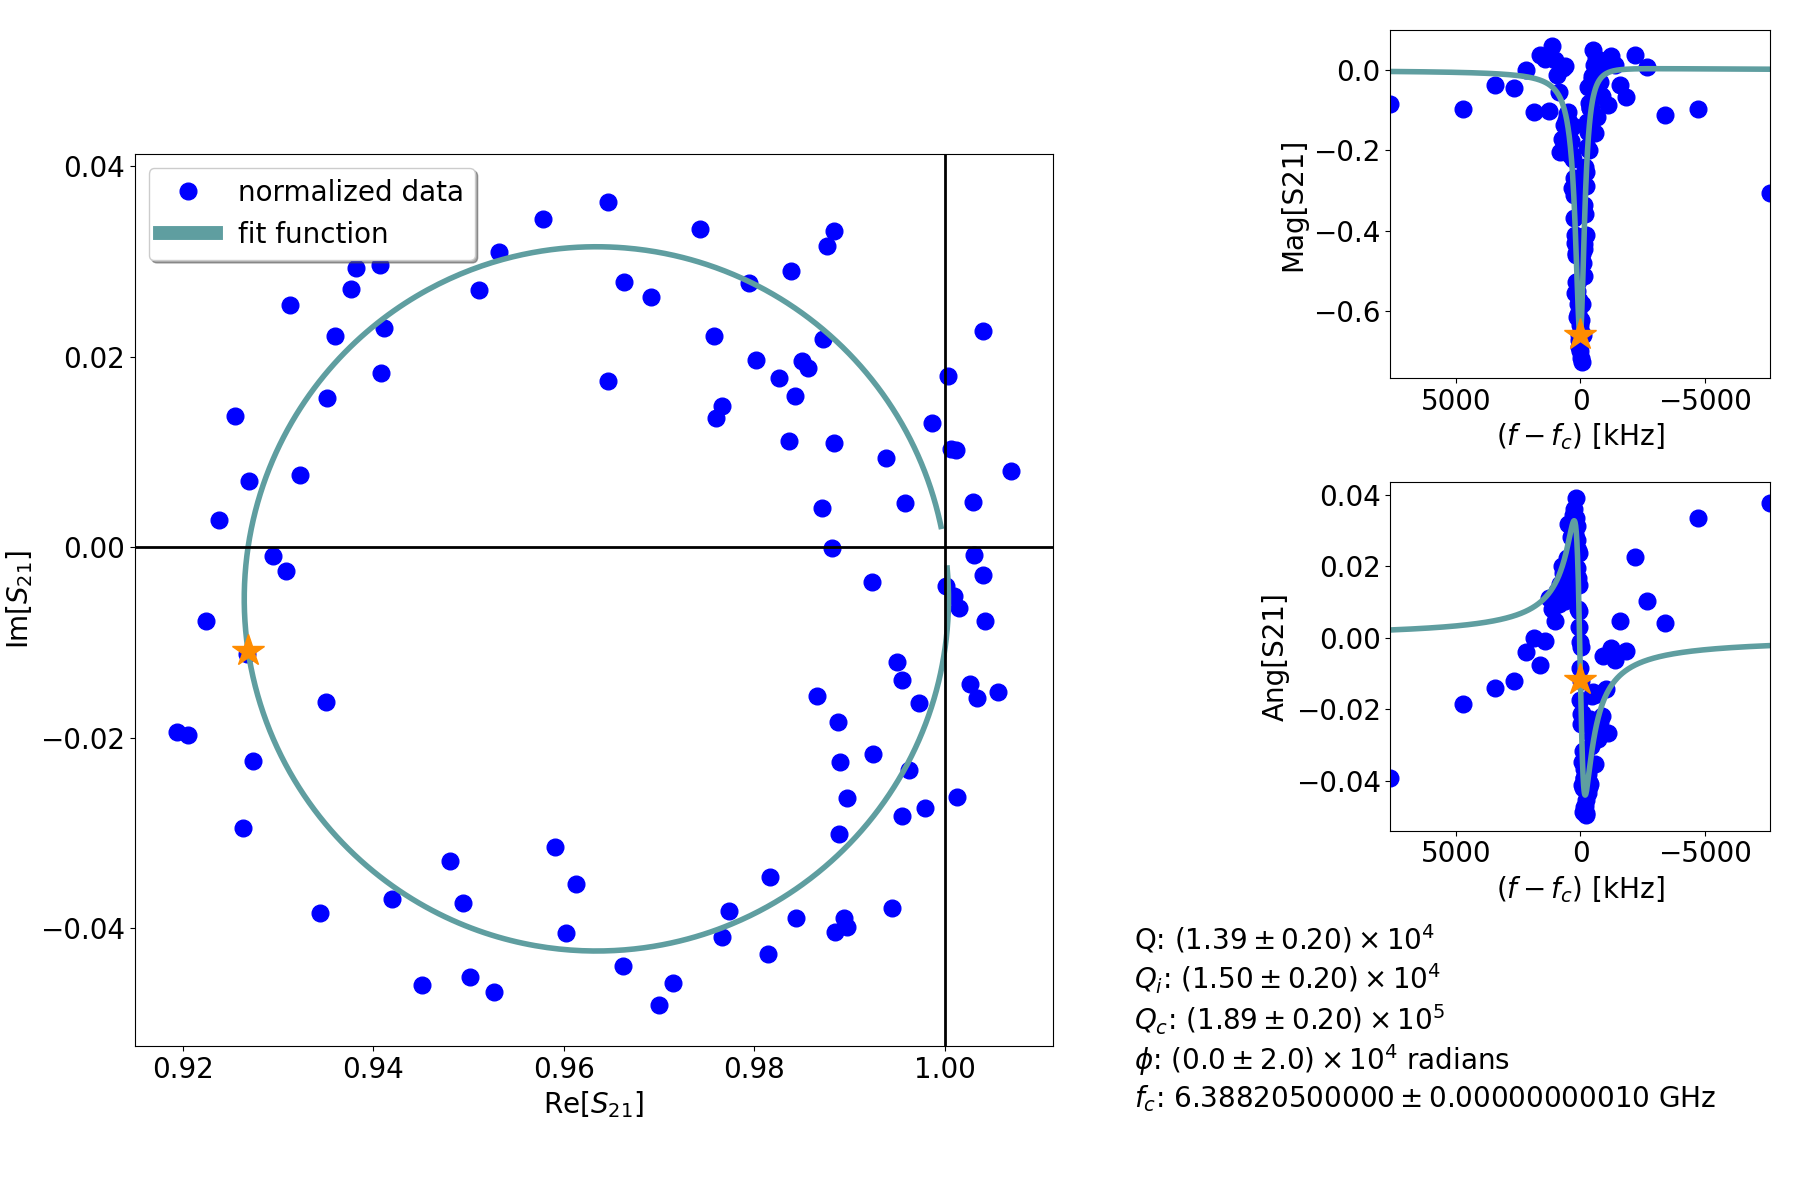 normalized data
fit function
0.04
0.02
0.00
−0.02
−0.04
Im[S21]
0.92
0.94
0.96
0.98
1.00
Re[S21]
0.0
−0.2
−0.4
−0.6
Mag[S21]
5000
0
−5000
(f − fc) [kHz]
0.04
0.02
0.00
−0.02
−0.04
Ang[S21]
5000
0
−5000
(f − fc) [kHz]
Q: (1.39 ± 0.20) × 10^4
Qi: (1.50 ± 0.20) × 10^4
Qc: (1.89 ± 0.20) × 10^5
ϕ: (0.0 ± 2.0) × 10^4 radians
fc: 6.38820500000 ± 0.00000000010 GHz